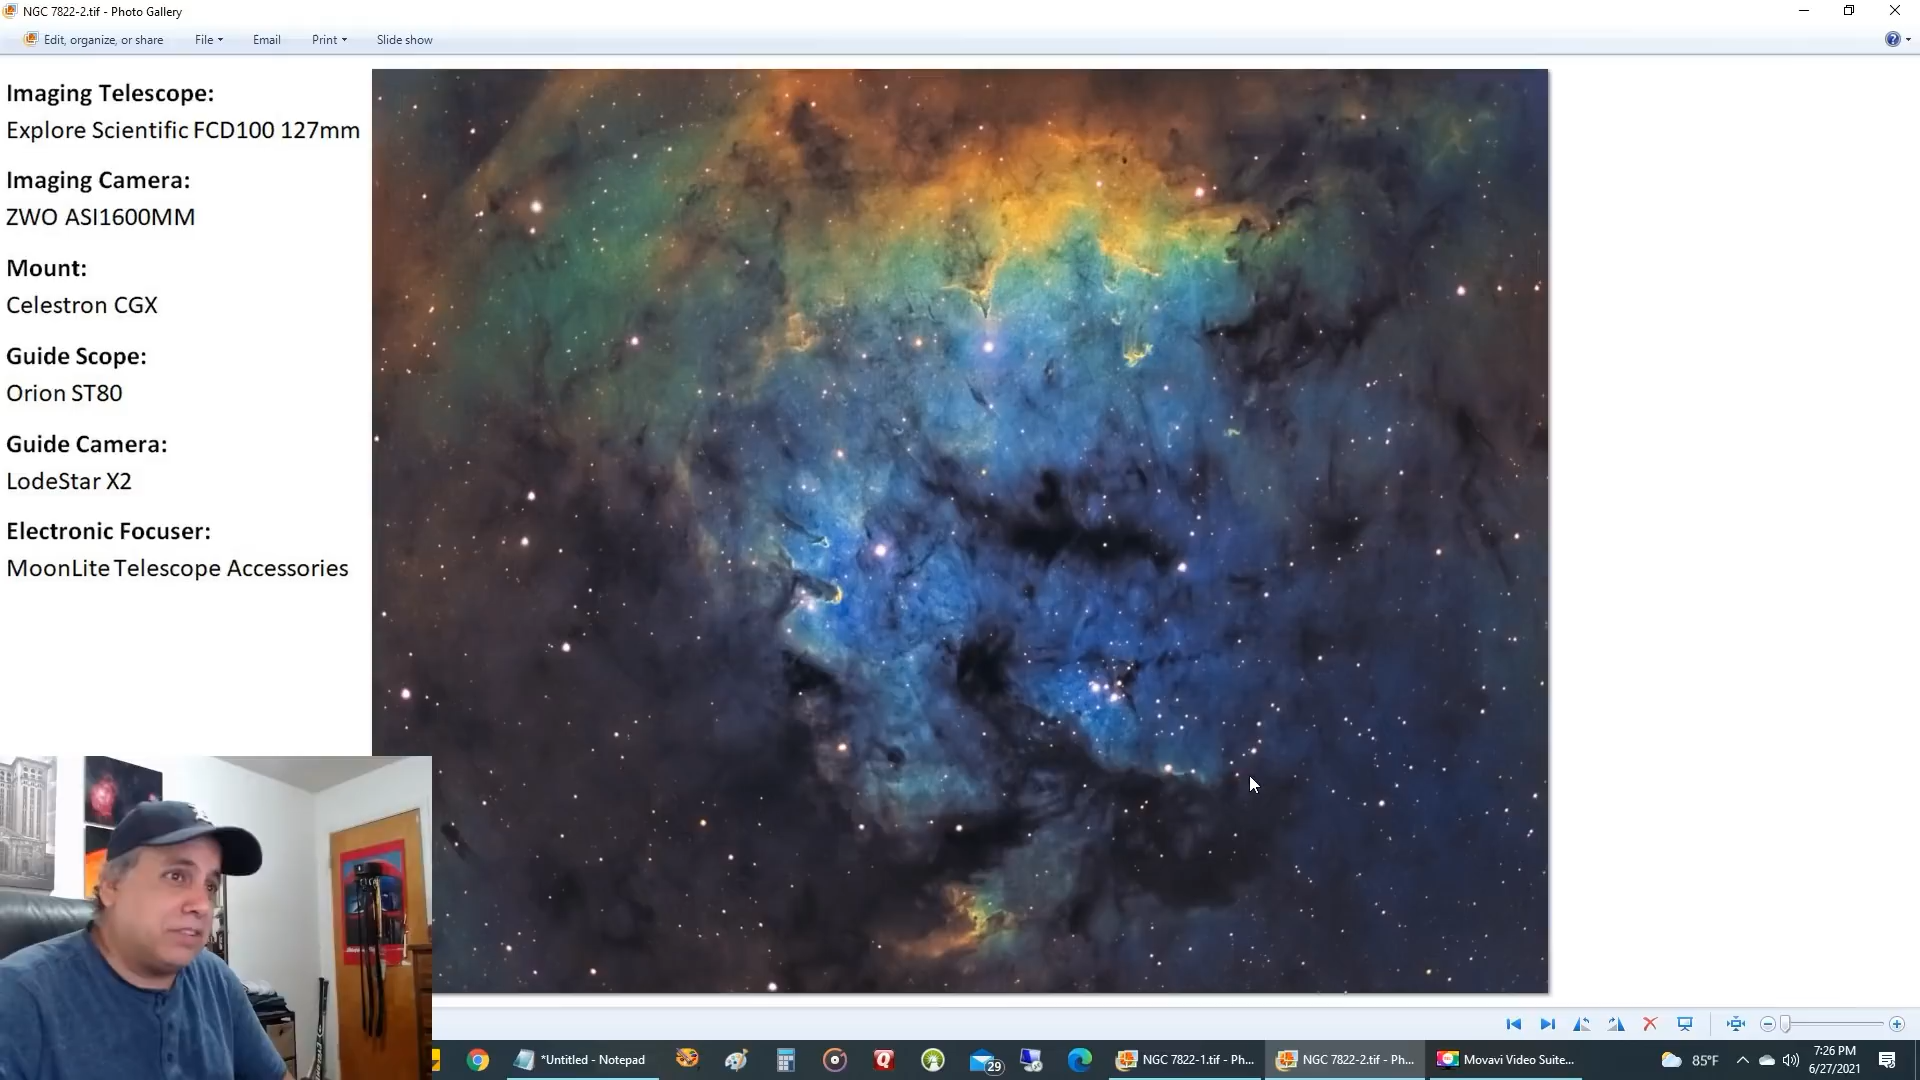 NGC 7822-2.tif - Photo Gallery
Edit, organize, or share
File
Email
Print
Slide show
Imaging Telescope:
Explore Scientific FCD100 127mm
Imaging Camera:
ZWO ASI1600MM
Mount:
Celestron CGX
Guide Scope:
Orion ST80
Guide Camera:
LodeStar X2
Electronic Focuser:
MoonLite Telescope Accessories
*Untitled - Notepad
29
NGC 7822-1.tif - Ph...
NGC 7822-2.tif - Ph...
Movavi Video Suite...
85°F
7:26 PM
6/27/2021